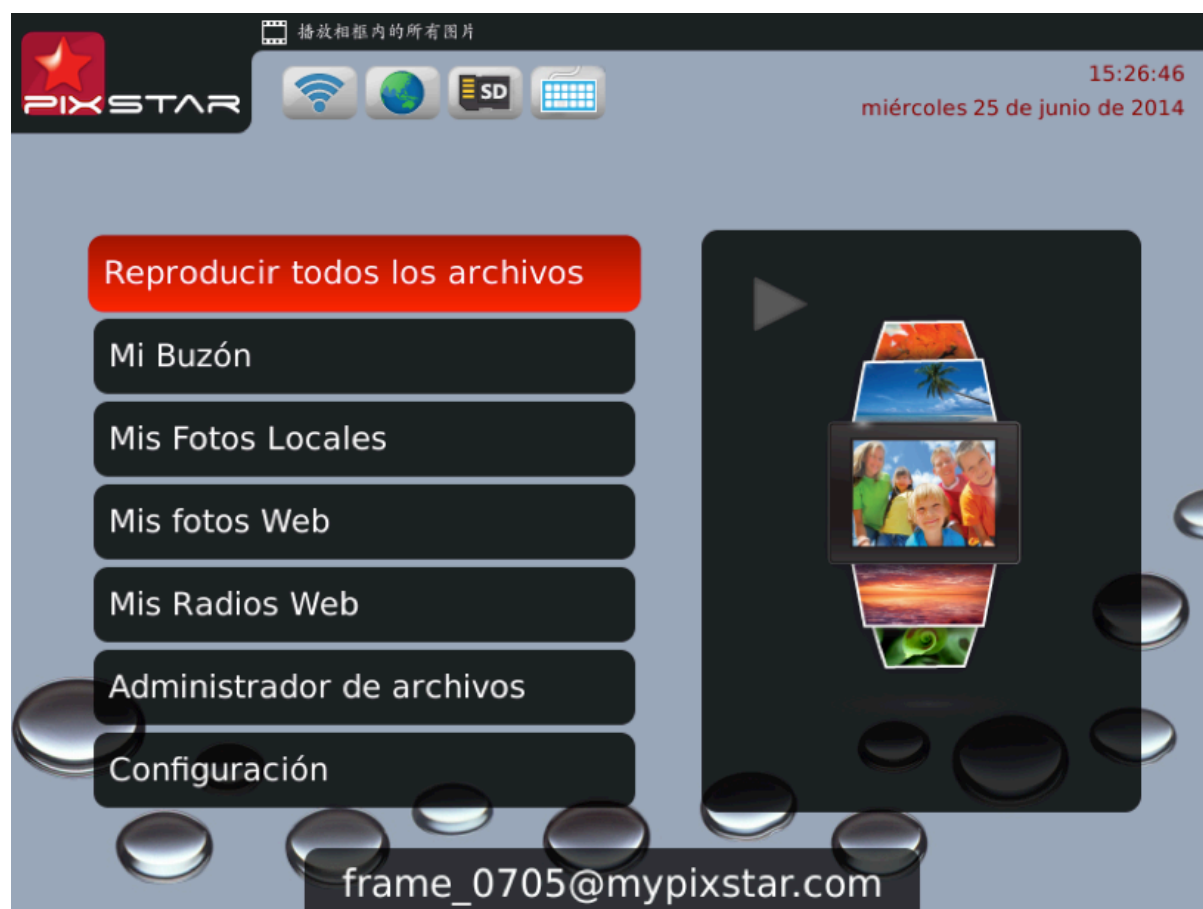 播放相框内的所有图片
PIXSTAR
SD
15:26:46
miércoles 25 de junio de 2014
Reproducir todos los archivos
Mi Buzón
Mis Fotos Locales
Mis fotos Web
Mis Radios Web
Administrador de archivos
Configuración
frame_0705@mypixstar.com